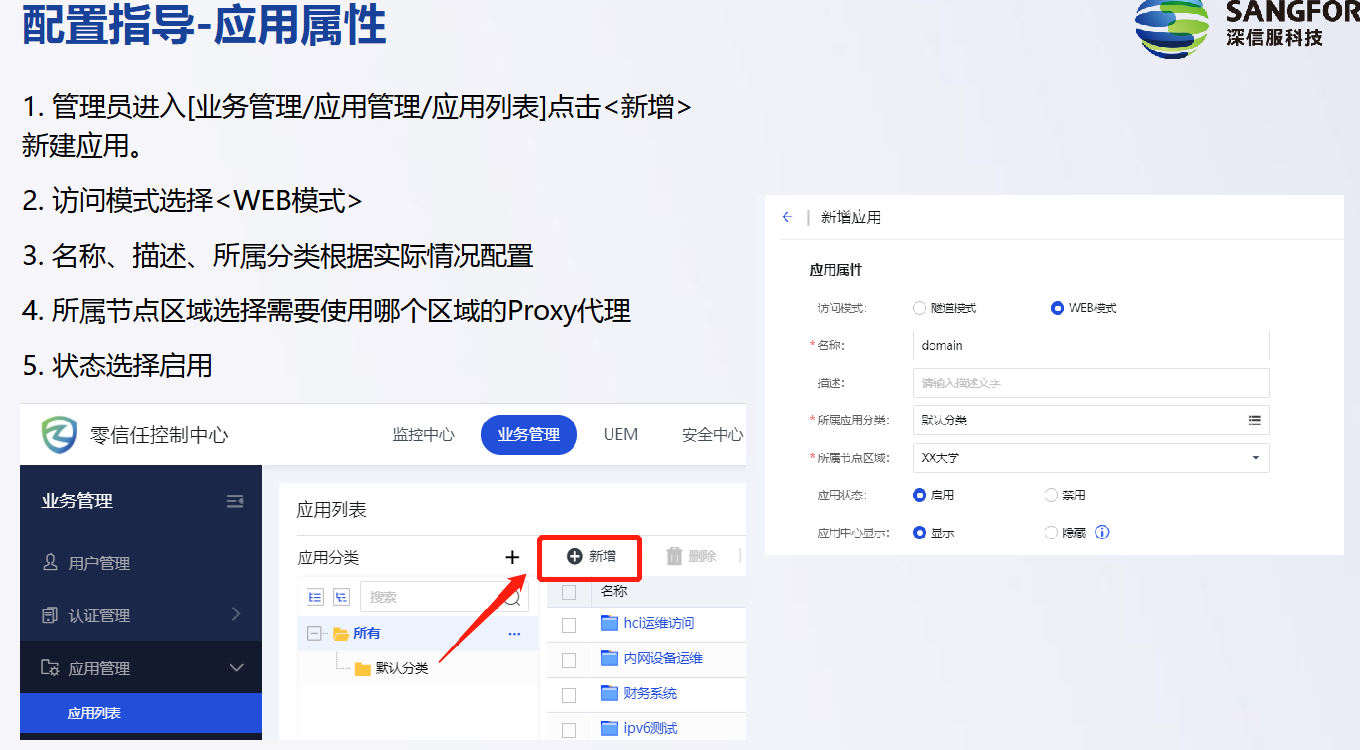 配置指导-应用属性
SANGFOR
深信服科技
1. 管理员进入[业务管理/应用管理/应用列表]点击<新增>
新建应用。
2. 访问模式选择<WEB模式>
3. 名称、描述、所属分类根据实际情况配置
4. 所属节点区域选择需要使用哪个区域的Proxy代理
5. 状态选择启用
零信任控制中心 监控中心 业务管理 UEM 安全中心
业务管理
用户管理
认证管理
应用管理
应用列表
应用列表
应用分类 + 新增 删除
搜索 名称
所有 ...
默认分类
hci运维访问
内网设备运维
财务系统
ipv6测试
新增应用
应用属性
访问模式: 隧道模式 WEB模式
*名称: domain
描述: 请输入描述文字
*所属应用分类: 默认分类
*所属节点区域: XX大学
应用状态: 启用 禁用
应用中心显示: 显示 隐藏